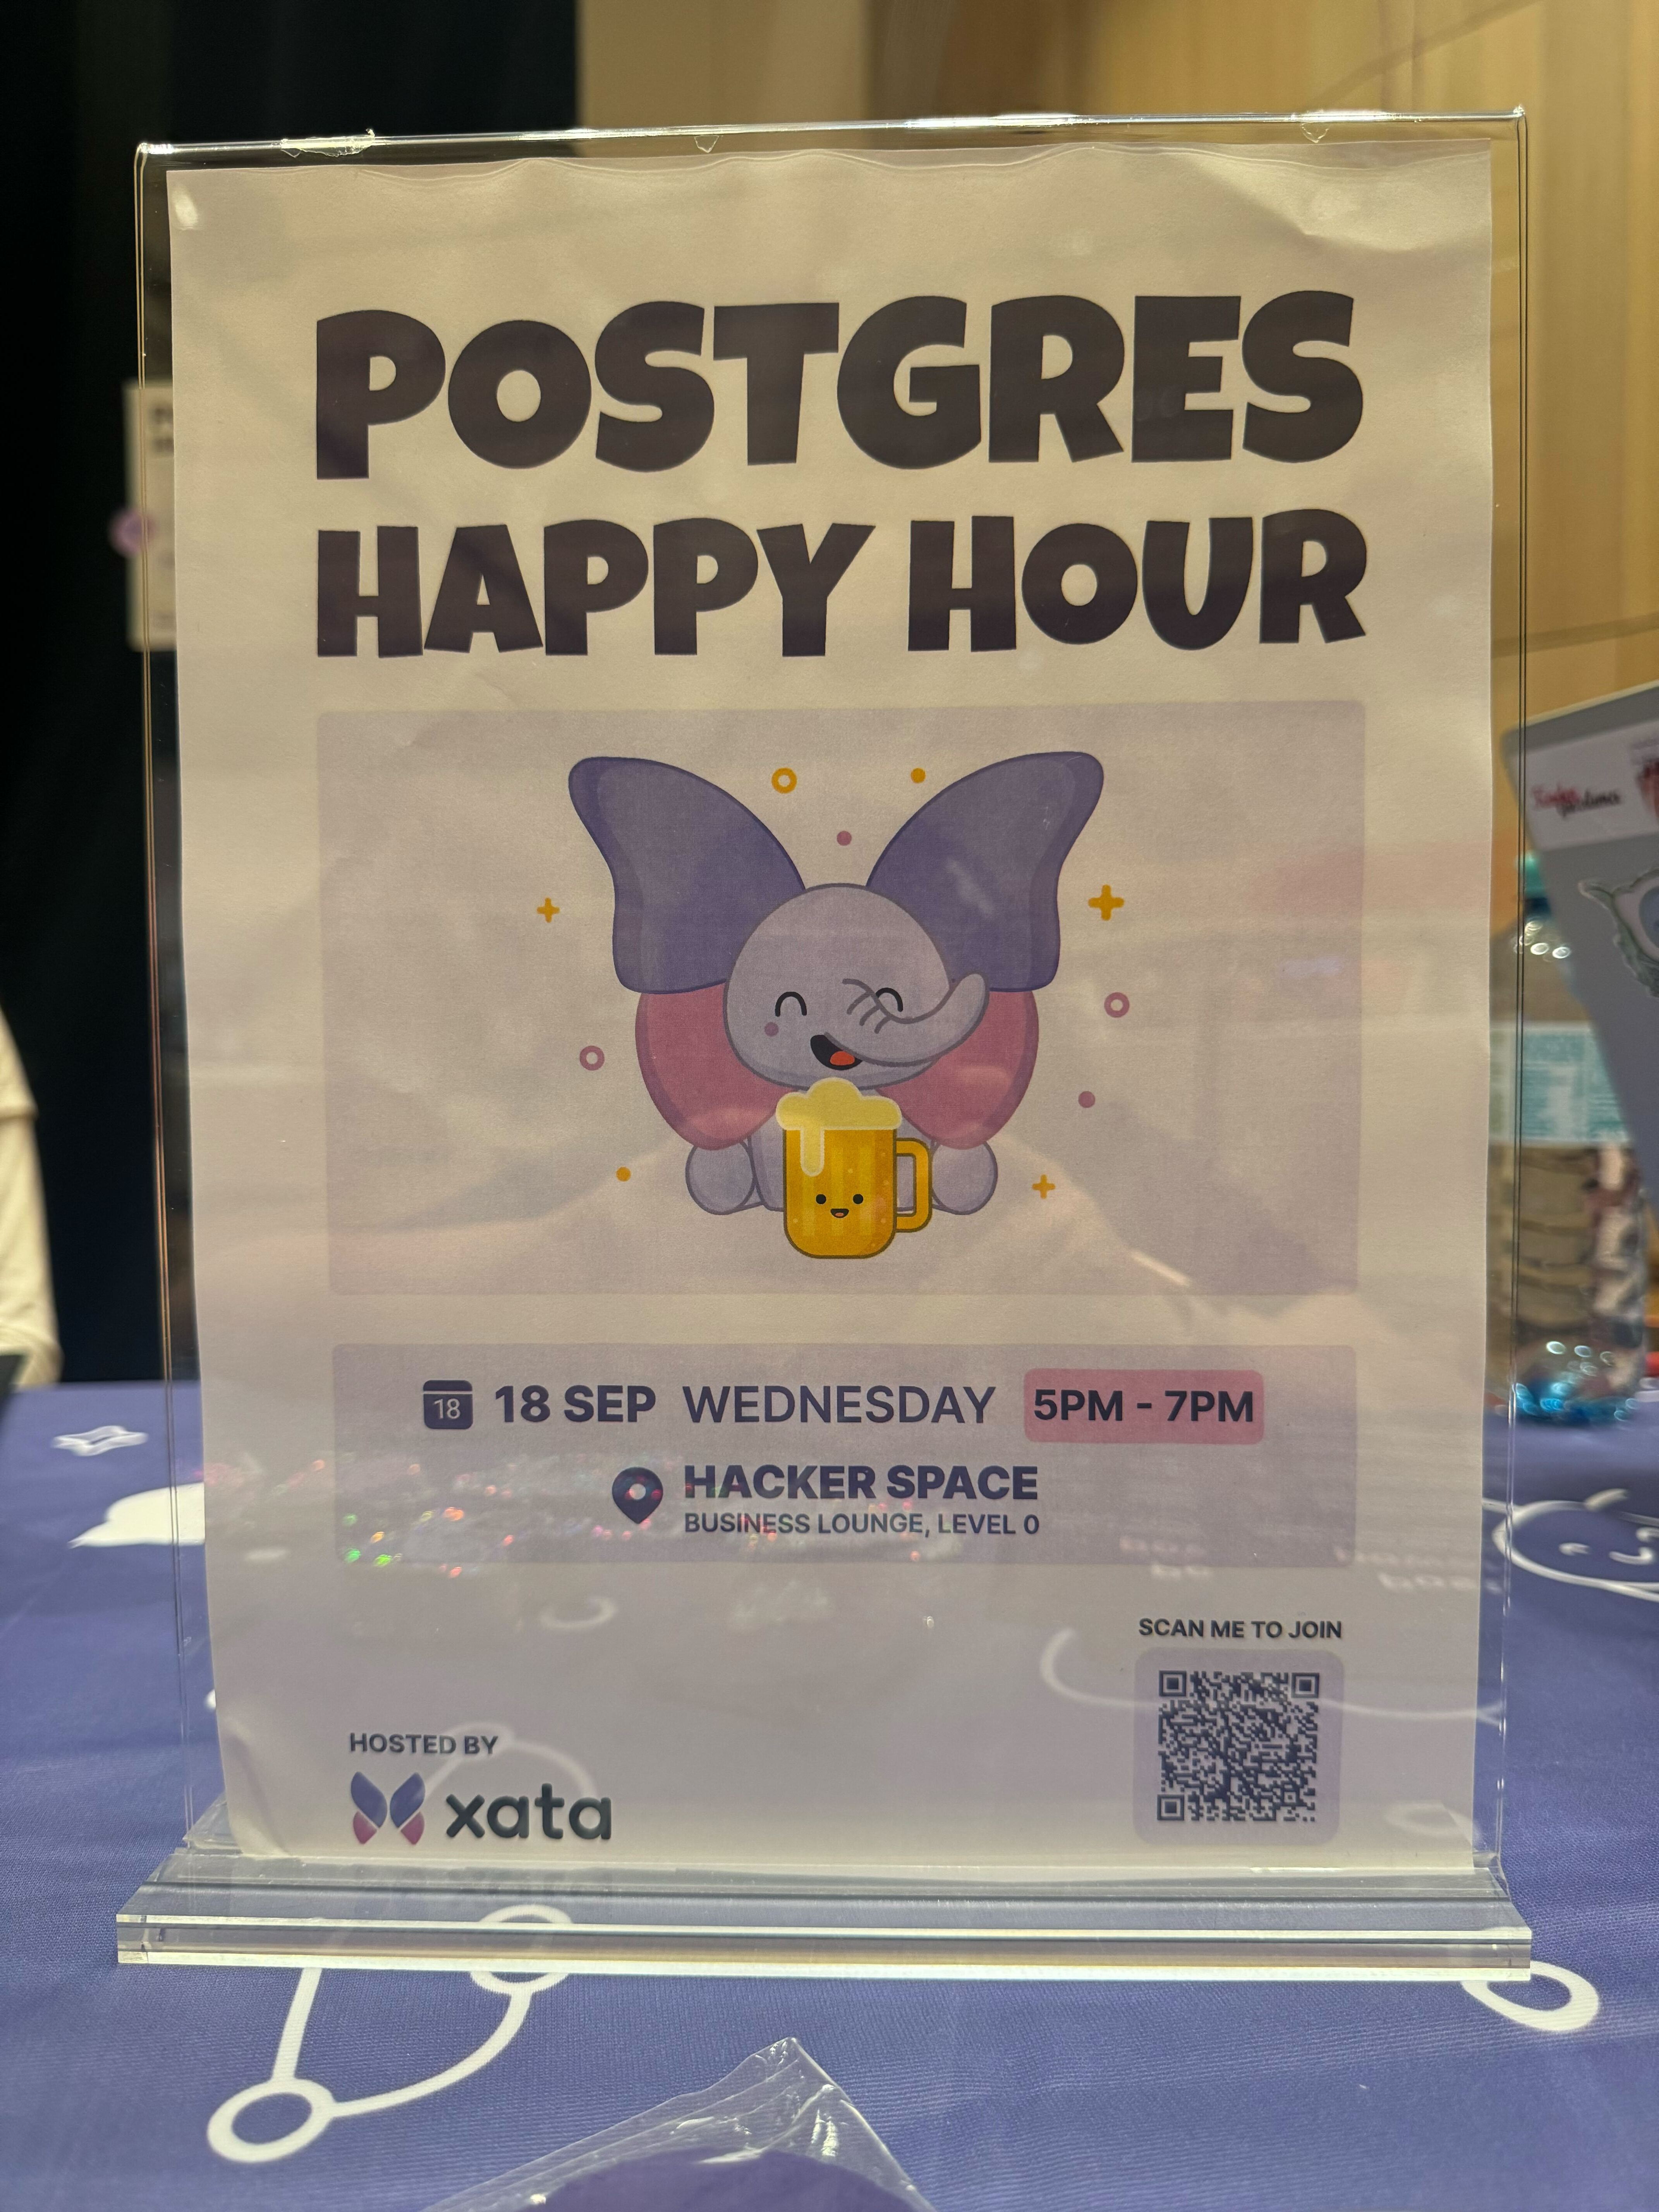 POSTGRES
HAPPY HOUR
18 18 SEP WEDNESDAY 5PM - 7PM
HACKER SPACE
BUSINESS LOUNGE, LEVEL 0
SCAN ME TO JOIN
HOSTED BY
xata